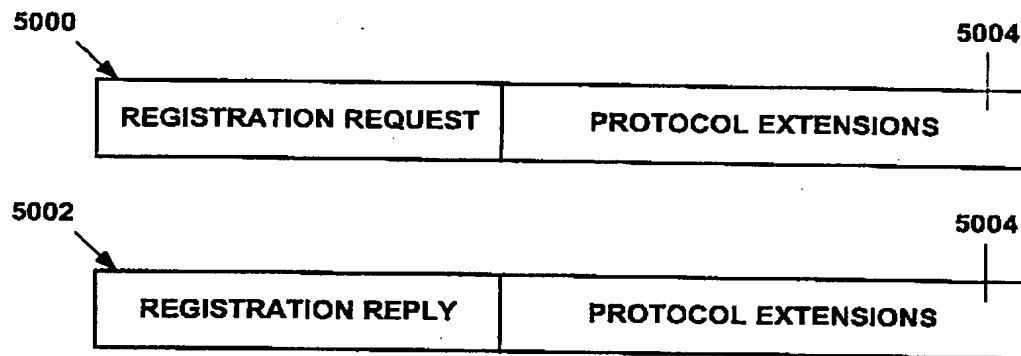 5000
5004
REGISTRATION REQUEST
PROTOCOL EXTENSIONS
5002
5004
REGISTRATION REPLY
PROTOCOL EXTENSIONS